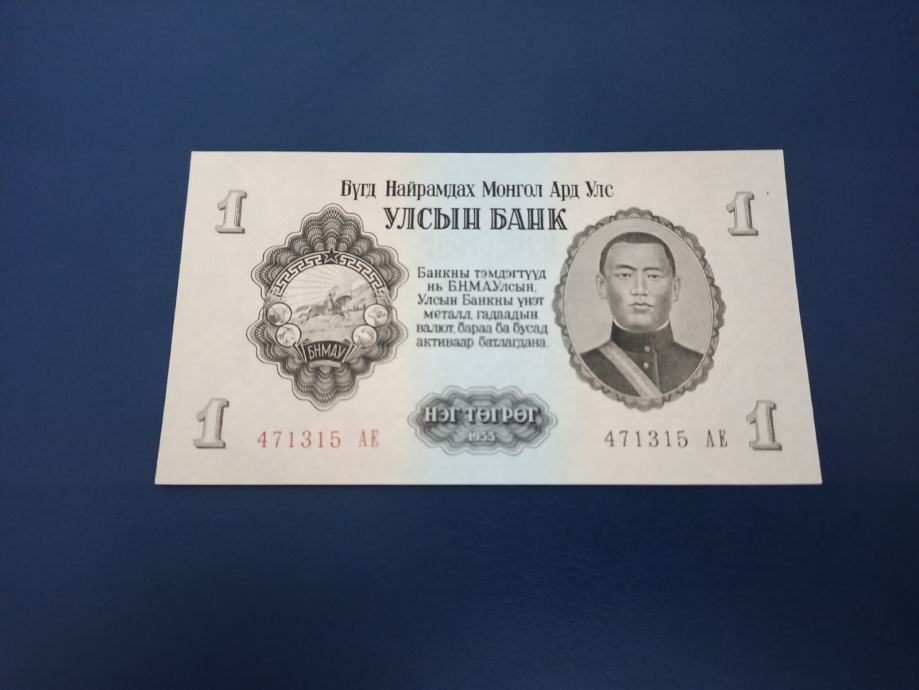 Бүгд Найрамдах Монгол Ард Улс
УЛСЫН БАНК
1
1
Банкны тэмдэгтүүд
нь Б.Н.М.А.Улсын,
Улсын Банкны үнэт
металл, гадаадын
валют, бараа ба бусад
активаар батлагдана.
БНМАУ
НЭГ ТӨГРӨГ
1955
1
1
471315 АЕ
471315 АЕ